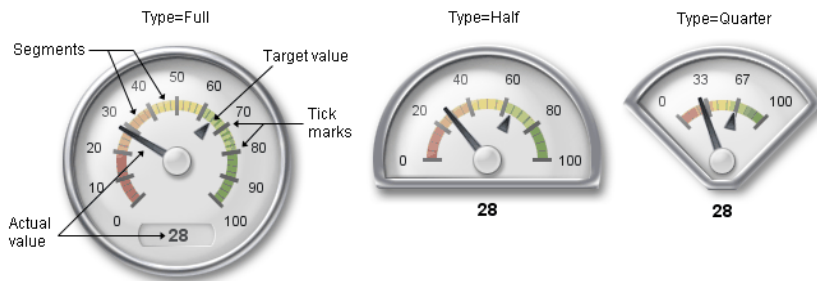 Type=Full
Segments
Target value
Tick
marks
Actual
value
0
10
20
30
40
50
60
70
80
90
100
28
Type=Half
0
20
40
60
80
100
28
Type=Quarter
0
33
67
100
28